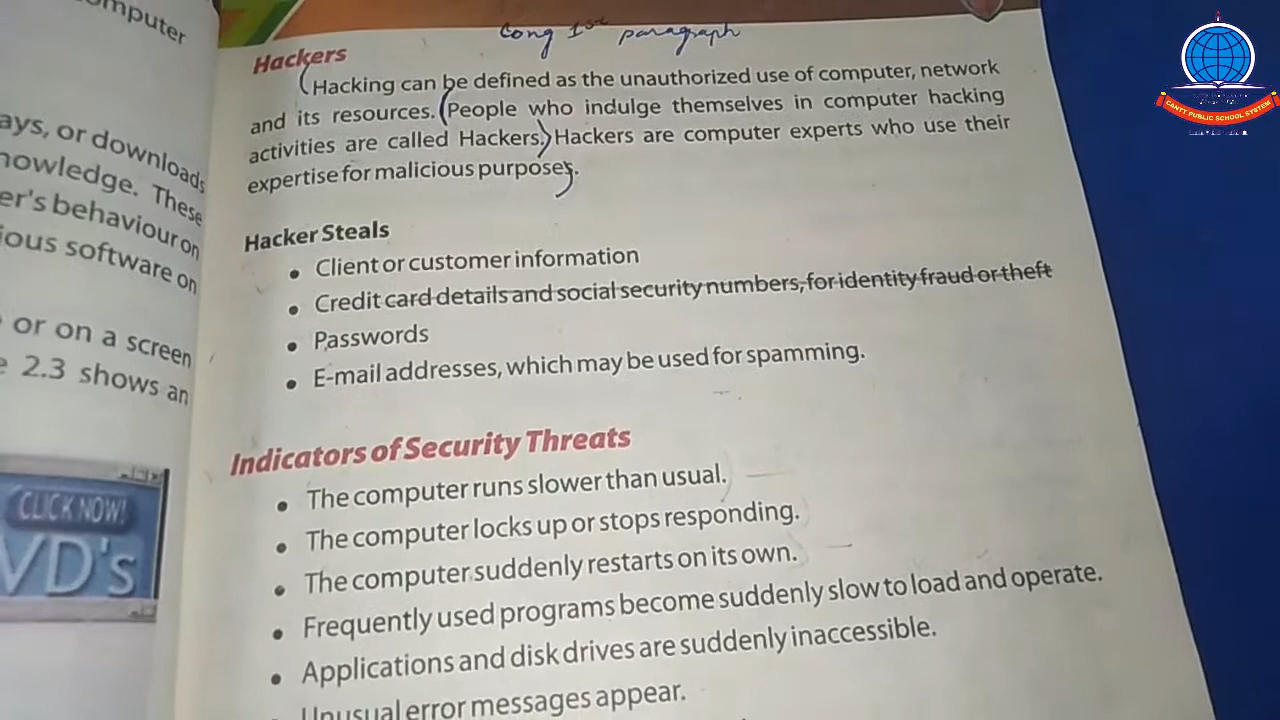 omputer
ays, or downloads
nowledge. These
er's behaviour on
ious software on
or on a screen
2.3 shows an
CLICK NOW!
VD's
Long 1st paragraph
Hackers
Hacking can be defined as the unauthorized use of computer, network
and its resources. People who indulge themselves in computer hacking
activities are called Hackers. Hackers are computer experts who use their
expertise for malicious purposes.
Hacker Steals
• Client or customer information
• Credit card details and social security numbers, for identity fraud or theft
• Passwords
• E-mail addresses, which may be used for spamming.
Indicators of Security Threats
• The computer runs slower than usual.
• The computer locks up or stops responding.
• The computer suddenly restarts on its own.
• Frequently used programs become suddenly slow to load and operate.
• Applications and disk drives are suddenly inaccessible.
• Unusual error messages appear.
CANTT PUBLIC SCHOOL SYSTEM